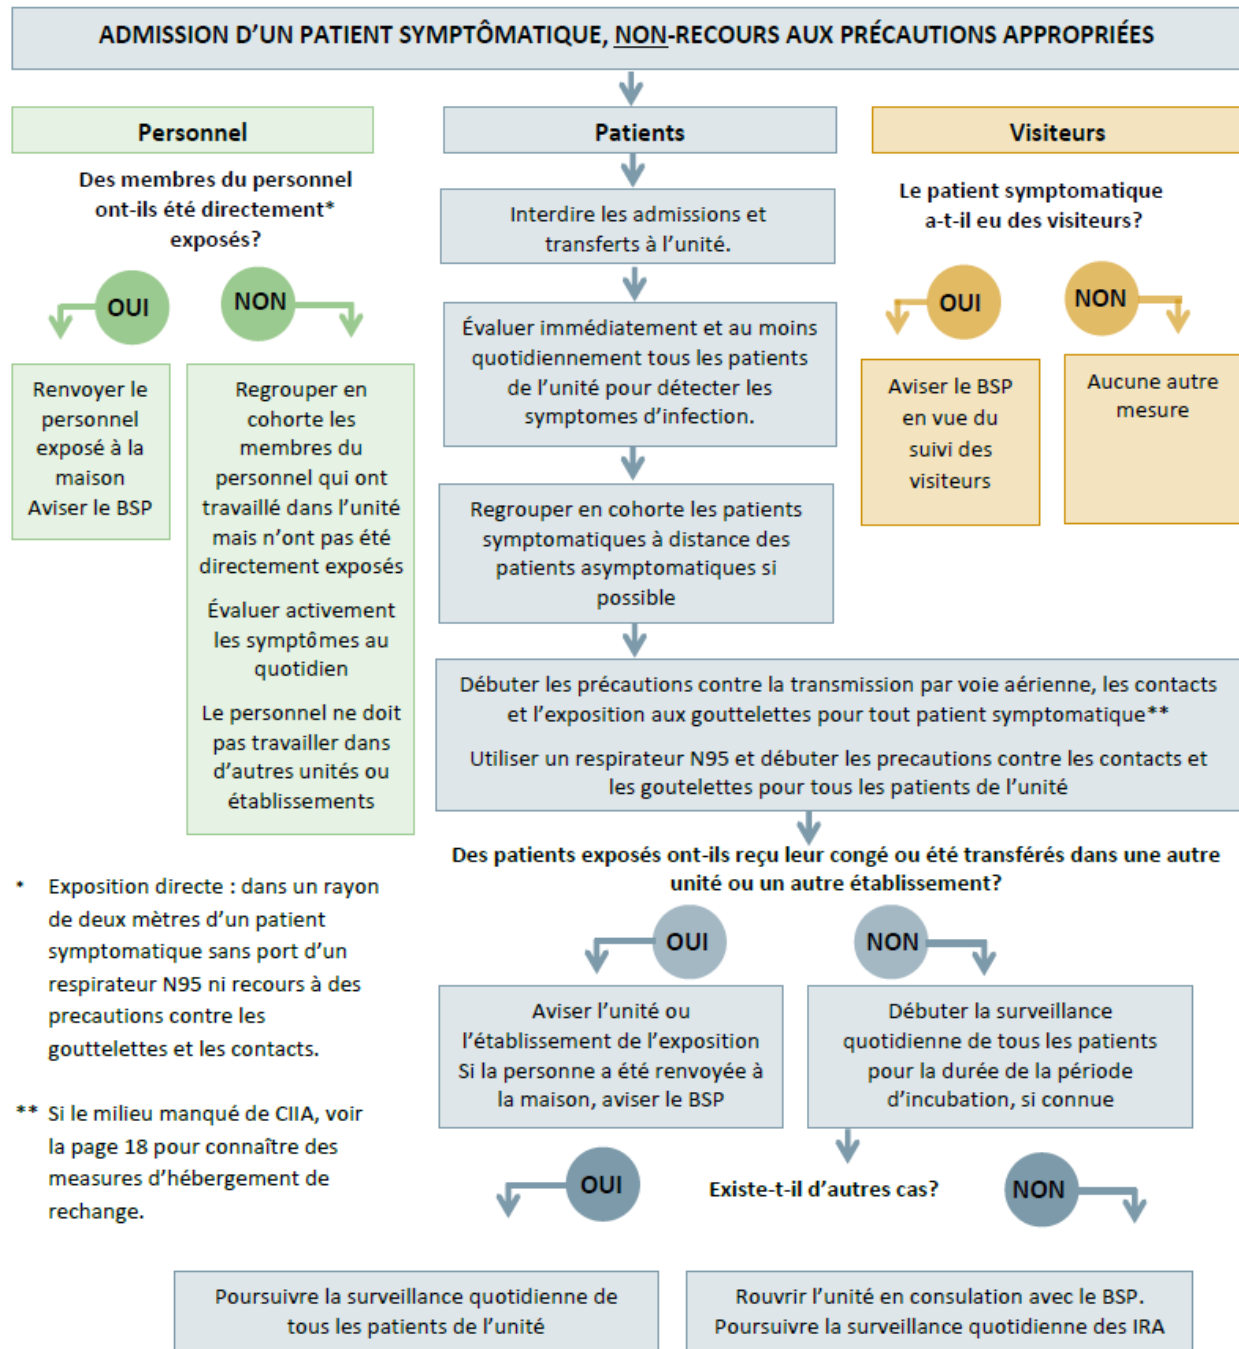 ADMISSION D'UN PATIENT SYMPTÔMATIQUE, NON-RECOURS AUX PRÉCAUTIONS APPROPRIÉES
Personnel
Des membres du personnel
ont-ils été directement*
exposés?
OUI
NON
Renvoyer le
personnel
exposé à la
maison
Aviser le BSP
Regrouper en
cohorte les
membres du
personnel qui ont
travaillé dans l'unité
mais n'ont pas été
directement exposés
Évaluer activement
les symptômes au
quotidien
Le personnel ne doit
pas travailler dans
d'autres unités ou
établissements
Patients
Interdire les admissions et
transferts à l'unité.
Évaluer immédiatement et au moins
quotidiennement tous les patients
de l'unité pour détecter les
symptomes d'infection.
Regrouper en cohorte les patients
symptomatiques à distance des
patients asymptomatiques si
possible
Visiteurs
Le patient symptomatique
a-t-il eu des visiteurs?
OUI
NON
Aviser le BSP
en vue du
suivi des
visiteurs
Aucune autre
mesure
Débuter les précautions contre la transmission par voie aérienne, les contacts
et l'exposition aux gouttelettes pour tout patient symptomatique**
Utiliser un respirateur N95 et débuter les precautions contre les contacts et
les goutelettes pour tous les patients de l'unité
Des patients exposés ont-ils reçu leur congé ou été transférés dans une autre
unité ou un autre établissement?
OUI
NON
Aviser l'unité ou
l'établissement de l'exposition
Si la personne a été renvoyée à
la maison, aviser le BSP
Débuter la surveillance
quotidienne de tous les patients
pour la durée de la période
d'incubation, si connue
* Exposition directe : dans un rayon
de deux mètres d'un patient
symptomatique sans port d'un
respirateur N95 ni recours à des
precautions contre les
gouttelettes et les contacts.
** Si le milieu manqué de CIIA, voir
la page 18 pour connaître des
measures d'hébergement de
rechange.
OUI
Existe-t-il d'autres cas?
NON
Poursuivre la surveillance quotidienne de
tous les patients de l'unité
Rouvrir l'unité en consulation avec le BSP.
Poursuivre la surveillance quotidienne des IRA